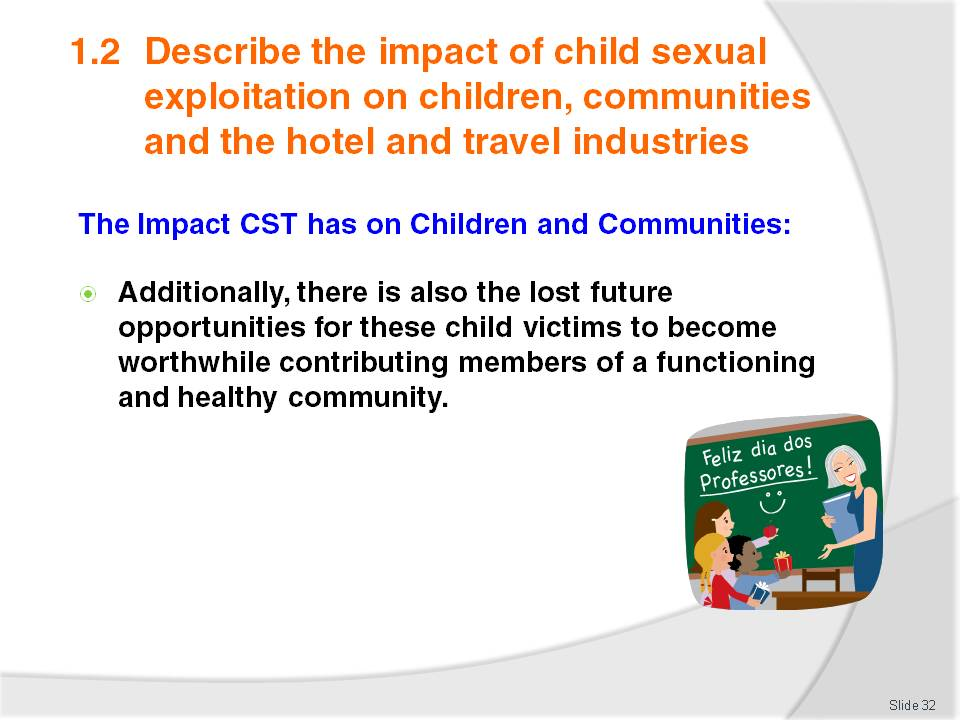 1.2 Describe the impact of child sexual
exploitation on children, communities
and the hotel and travel industries
The Impact CST has on Children and Communities:
Additionally, there is also the lost future
opportunities for these child victims to become
worthwhile contributing members of a functioning
and healthy community.
Feliz dia dos
Professores!
Slide 32